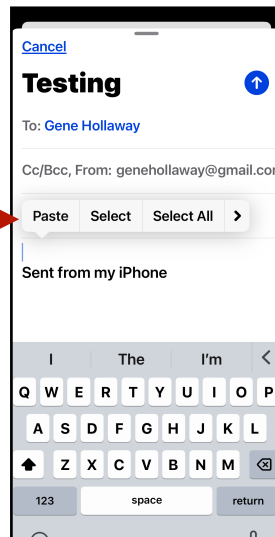 Cancel
Testing
To: Gene Hollaway
Cc/Bcc, From: genehollaway@gmail.com
Paste Select Select All >
Sent from my iPhone
I The I'm
Q W E R T Y U I O P
A S D F G H J K L
Z X C V B N M
123 space return